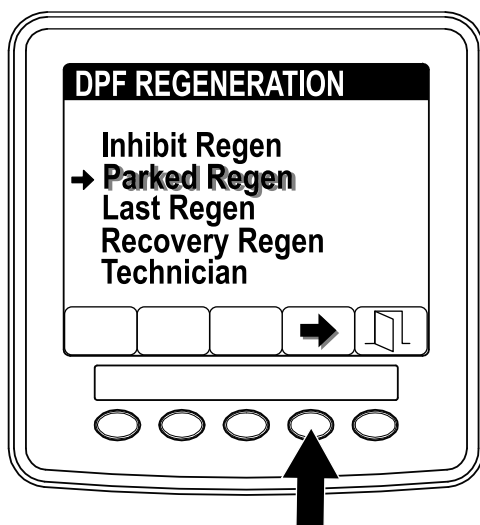 DPF REGENERATION
Inhibit Regen
Parked Regen
Last Regen
Recovery Regen
Technician